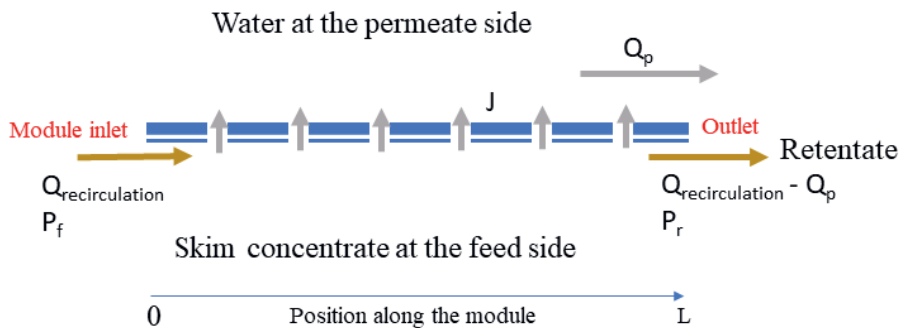 Water at the permeate side
Qp
J
Module inlet
Outlet
Retentate
Qrecirculation
Qrecirculation - Qp
Pf
Pr
Skim concentrate at the feed side
0
Position along the module
L